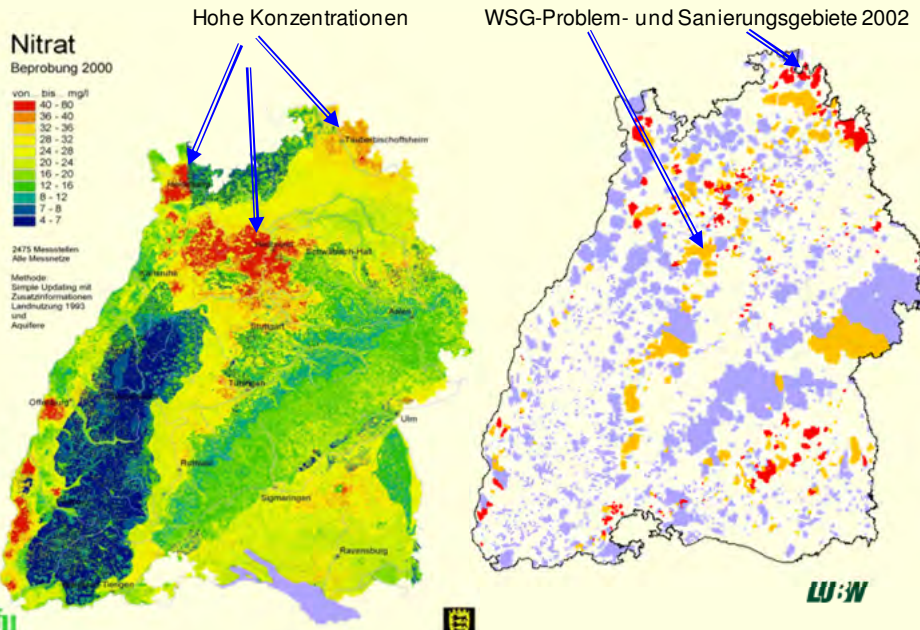 Hohe Konzentrationen
WSG-Problem- und Sanierungsgebiete 2002
Nitrat
Beprobung 2000
von... bis... mg/l
40 - 80
36 - 40
32 - 36
28 - 32
24 - 28
20 - 24
16 - 20
12 - 16
8 - 12
7 - 8
4 - 7
2475 Messstellen
Alle Messnetze
Methode:
Simple Updating mit
Zusatzinformationen
Landnutzung 1993
und
Aquifere
Tauberbischoffsheim
Schwäbisch-Hall
Karlsruhe
Stuttgart
Aalen
Tübingen
Offenburg
Ulm
Rottweil
Sigmaringen
Ravensburg
Tiengen
LUBW